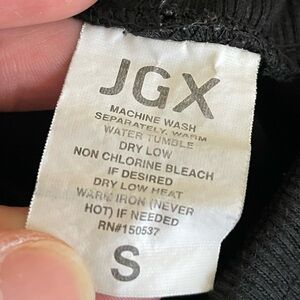 JGX
MACHINE WASH
SEPARATELY, WARM
WATER TUMBLE
DRY LOW
NON CHLORINE BLEACH
IF DESIRED
DRY LOW HEAT
WARM IRON (NEVER
HOT) IF NEEDED
RN#150537
S